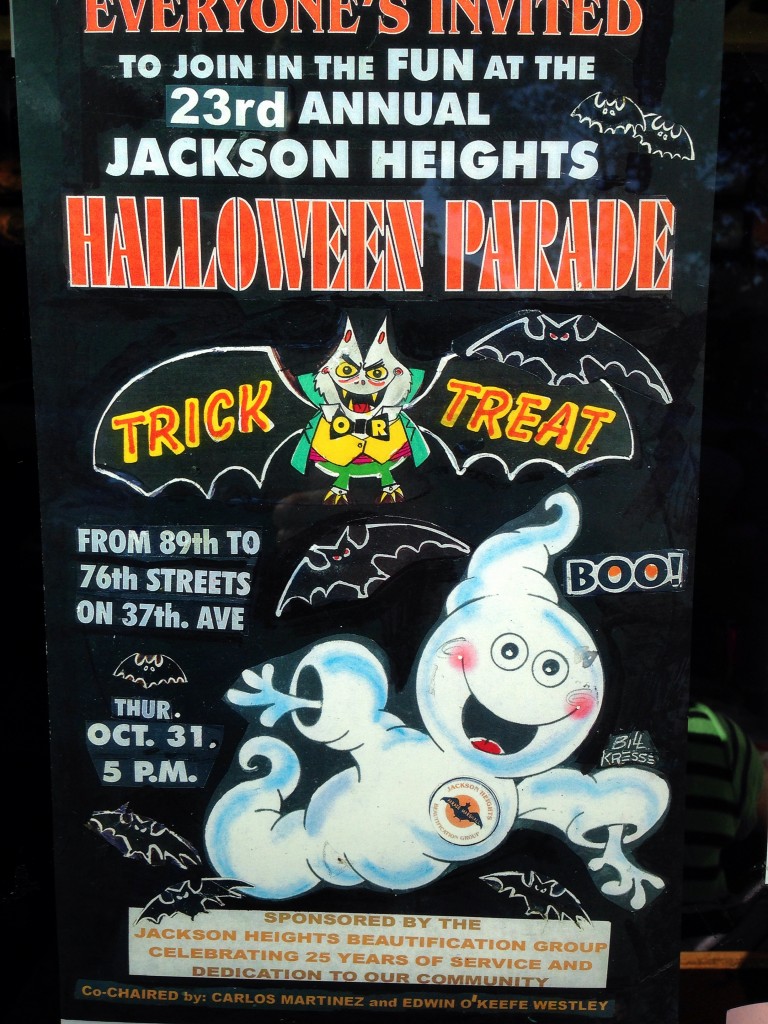 EVERYONE'S INVITED
TO JOIN IN THE FUN AT THE
23rd ANNUAL
JACKSON HEIGHTS
HALLOWEEN PARADE
TRICK OR TREAT
FROM 89th TO
76th STREETS
ON 37th. AVE
BOO!
THUR.
OCT. 31.
5 P.M.
BILL
KRESSE
JACKSON HEIGHTS
BEAUTIFICATION GROUP
SPONSORED BY THE
JACKSON HEIGHTS BEAUTIFICATION GROUP
CELEBRATING 25 YEARS OF SERVICE AND
DEDICATION TO OUR COMMUNITY
Co-CHAIRED by: CARLOS MARTINEZ and EDWIN O'KEEFE WESTLEY